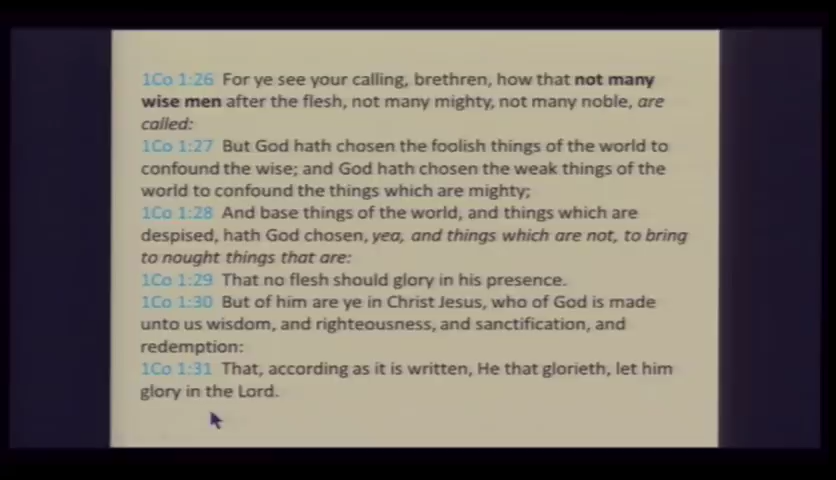 1Co 1:26 For ye see your calling, brethren, how that not many
wise men after the flesh, not many mighty, not many noble, are
called:
1Co 1:27 But God hath chosen the foolish things of the world to
confound the wise; and God hath chosen the weak things of the
world to confound the things which are mighty;
1Co 1:28 And base things of the world, and things which are
despised, hath God chosen, yea, and things which are not, to bring
to nought things that are:
1Co 1:29 That no flesh should glory in his presence.
1Co 1:30 But of him are ye in Christ Jesus, who of God is made
unto us wisdom, and righteousness, and sanctification, and
redemption:
1Co 1:31 That, according as it is written, He that glorieth, let him
glory in the Lord.